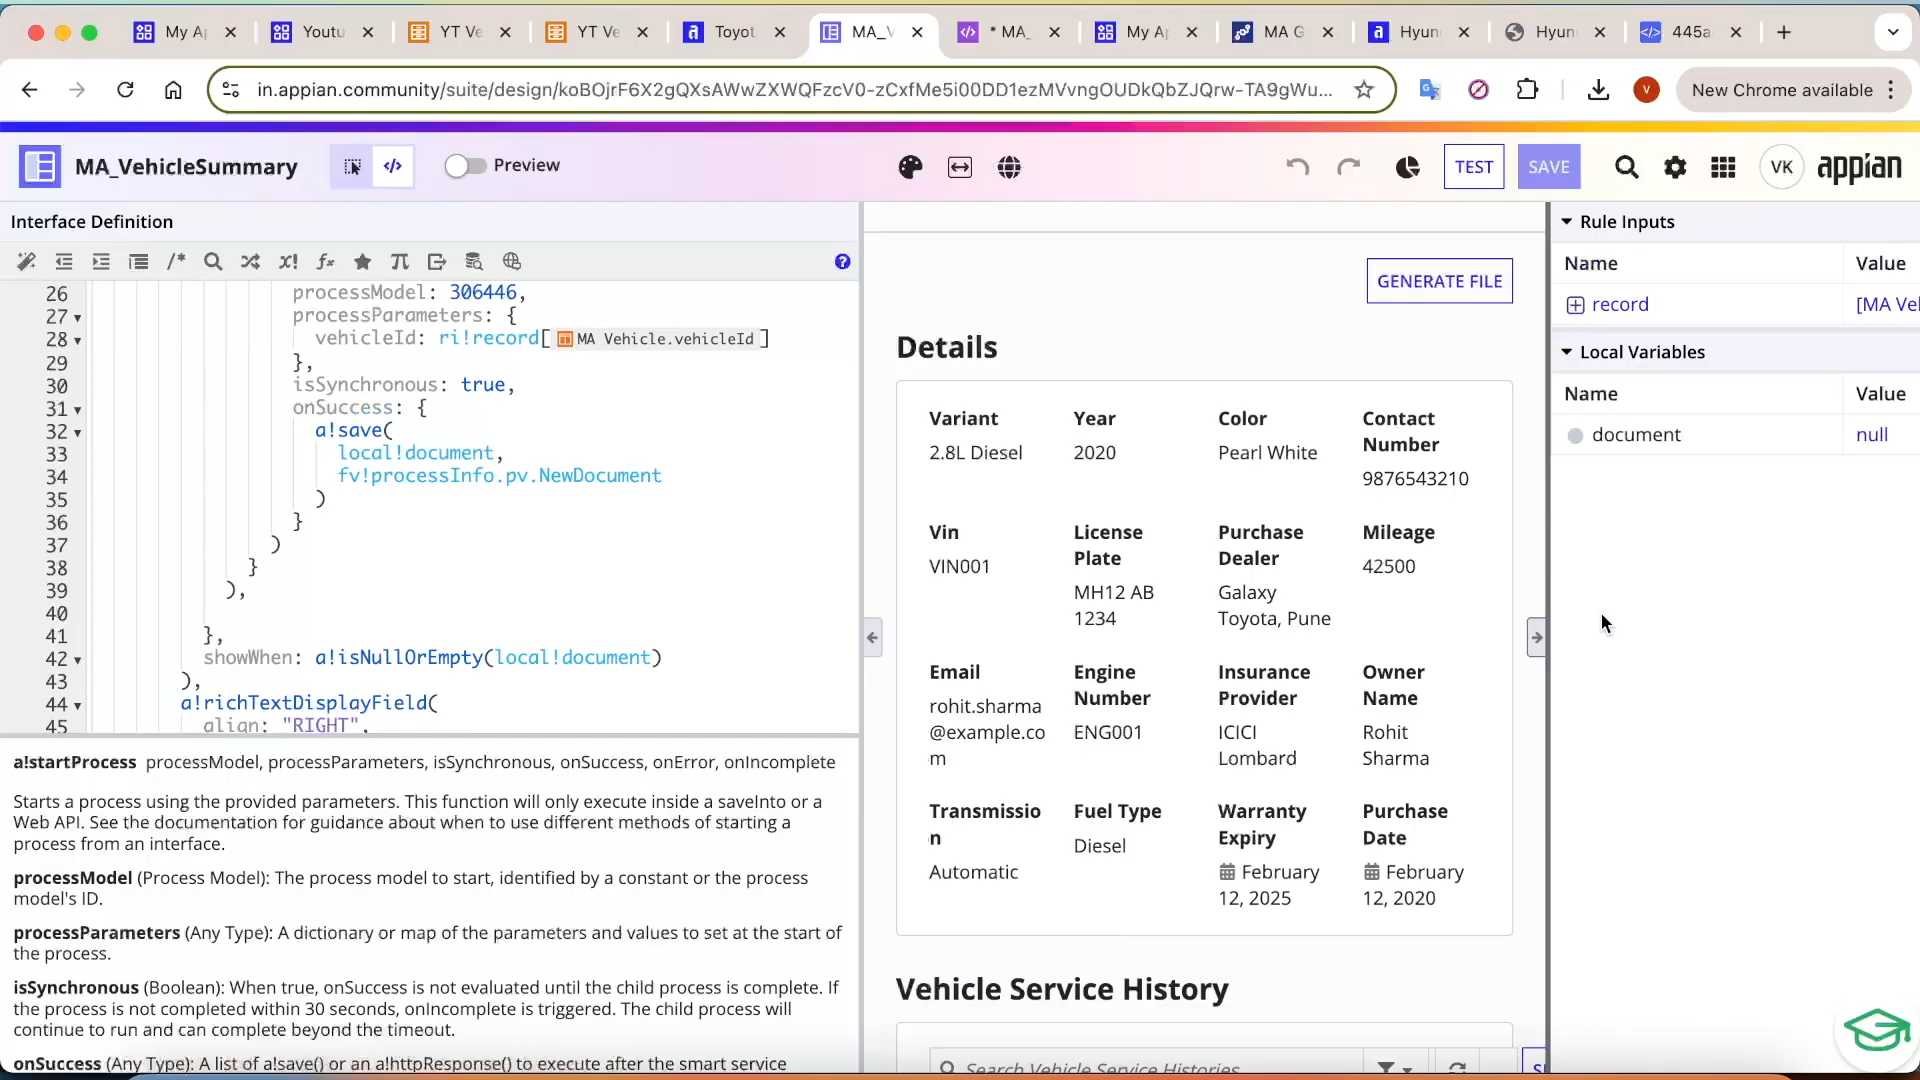 My A
Youtu
YT Ve
YT Ve
Toyot
MA_V
* MA_
My A
MA G
Hyun
Hyun
445a
in.appian.community/suite/design/koBOjrF6X2gQXsAWwZXWQFzcV0-zCxfMe5i00DD1ezMVvngOUDkQbZJQrw-TA9gWu...
V
New Chrome available
MA_VehicleSummary
Preview
TEST
SAVE
VK
appian
Interface Definition
26 processModel: 306446,
27 processParameters: {
28 vehicleId: ri!record[ MA Vehicle.vehicleId ]
29 },
30 isSynchronous: true,
31 onSuccess: {
32 a!save(
33 local!document,
34 fv!processInfo.pv.NewDocument
35 )
36 }
37 )
38 }
39 ),
40
41 },
42 showWhen: a!isNullOrEmpty(local!document)
43 ),
44 a!richTextDisplayField(
45 align: "RIGHT",
a!startProcess processModel, processParameters, isSynchronous, onSuccess, onError, onIncomplete
Starts a process using the provided parameters. This function will only execute inside a saveInto or a
Web API. See the documentation for guidance about when to use different methods of starting a
process from an interface.
processModel (Process Model): The process model to start, identified by a constant or the process
model's ID.
processParameters (Any Type): A dictionary or map of the parameters and values to set at the start of
the process.
isSynchronous (Boolean): When true, onSuccess is not evaluated until the child process is complete. If
the process is not completed within 30 seconds, onIncomplete is triggered. The child process will
continue to run and can complete beyond the timeout.
onSuccess (Any Type): A list of a!save() or an a!httpResponse() to execute after the smart service
GENERATE FILE
Details
Variant
2.8L Diesel
Year
2020
Color
Pearl White
Contact
Number
9876543210
Vin
VIN001
License
Plate
MH12 AB
1234
Purchase
Dealer
Galaxy
Toyota, Pune
Mileage
42500
Email
rohit.sharma
@example.co
m
Engine
Number
ENG001
Insurance
Provider
ICICI
Lombard
Owner
Name
Rohit
Sharma
Transmissio
n
Automatic
Fuel Type
Diesel
Warranty
Expiry
February
12, 2025
Purchase
Date
February
12, 2020
Vehicle Service History
Search Vehicle Service Histories
Rule Inputs
Name Value
record [MA Vel
Local Variables
Name Value
document null